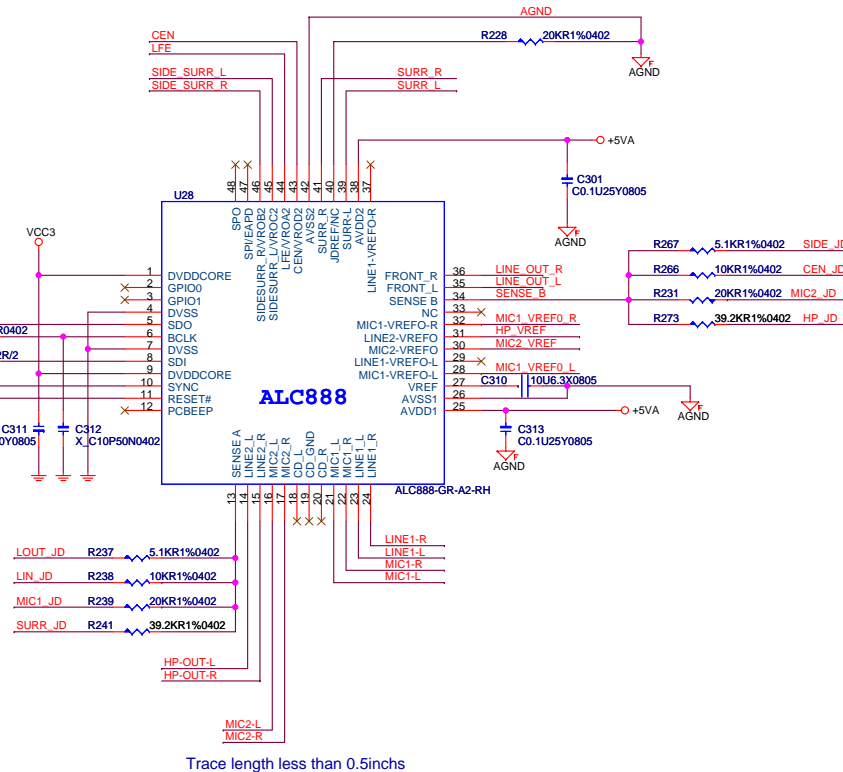 AGND
CEN
LFE
R228 20KR1%0402
AGND
SIDE_SURR_L
SIDE_SURR_R
SURR_R
SURR_L
+5VA
C301
C0.1U25Y0805
AGND
U28
48 47 46 45 44 43 42 41 40 39 38 37
SPO
SPI/EAPD
SIDESURR_R/VROB2
SIDESURR_L/VROC2
LFE/VROA2
CEN/VROD2
AVSS2
SURR_R
JDREF/NC
SURR-L
AVDD2
LINE1-VREFO-R
VCC3
1 DVDDCORE
2 GPIO0
3 GPIO1
4 DVSS
5 SDO
6 BCLK
7 DVSS
8 SDI
9 DVDDCORE
10 SYNC
11 RESET#
12 PCBEEP
R0402
2R/2
C311
0Y0805
C312
X_C10P50N0402
ALC888
FRONT_R 36 LINE_OUT_R
FRONT_L 35 LINE_OUT_L
SENSE B 34 SENSE_B
NC 33
MIC1-VREFO-R 32 MIC1_VREF0_R
LINE2-VREFO 31 HP_VREF
MIC2-VREFO 30 MIC2_VREF
LINE1-VREFO-L 29
MIC1-VREFO-L 28 MIC1_VREF0_L
VREF 27
AVSS1 26
AVDD1 25
C310 10U6.3X0805
AGND
+5VA
C313
C0.1U25Y0805
AGND
R267 5.1KR1%0402 SIDE_JD
R266 10KR1%0402 CEN_JD
R231 20KR1%0402 MIC2_JD
R273 39.2KR1%0402 HP_JD
SENSE A
LINE2_L
LINE2_R
MIC2_L
MIC2_R
CD_L
CD_GND
CD_R
MIC1_L
MIC1_R
LINE1_L
LINE1_R
13 14 15 16 17 18 19 20 21 22 23 24
ALC888-GR-A2-RH
LINE1-R
LINE1-L
MIC1-R
MIC1-L
LOUT_JD R237 5.1KR1%0402
LIN_JD R238 10KR1%0402
MIC1_JD R239 20KR1%0402
SURR_JD R241 39.2KR1%0402
HP-OUT-L
HP-OUT-R
MIC2-L
MIC2-R
Trace length less than 0.5inchs